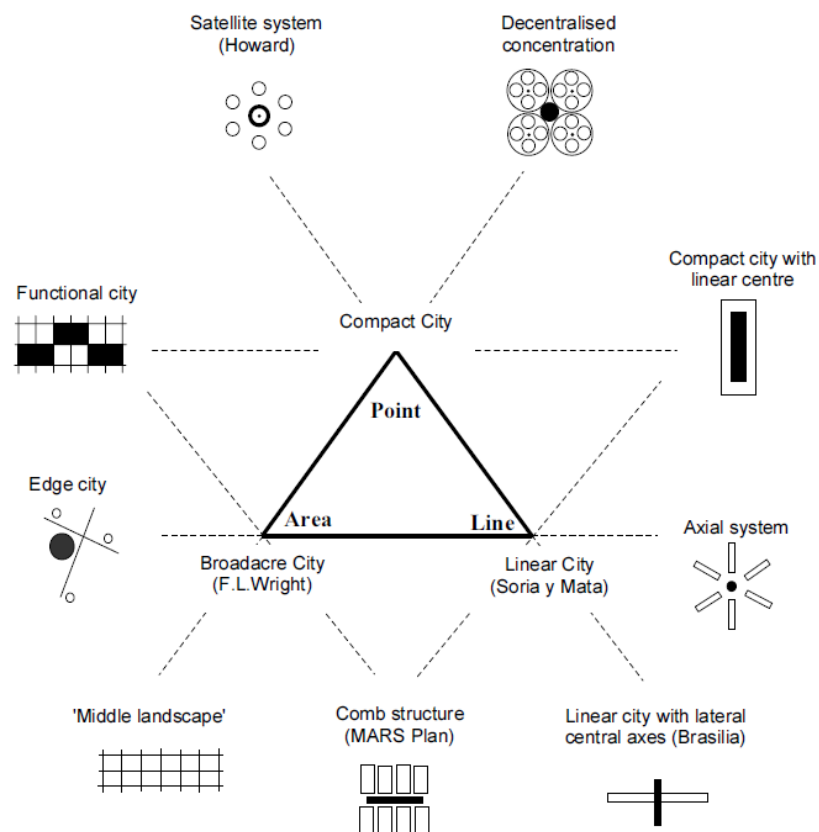 Satellite system
(Howard)
Decentralised
concentration
Compact city with
linear centre
Functional city
Compact City
Point
Edge city
Area
Line
Axial system
Broadacre City
(F.L.Wright)
Linear City
(Soria y Mata)
'Middle landscape'
Comb structure
(MARS Plan)
Linear city with lateral
central axes (Brasilia)